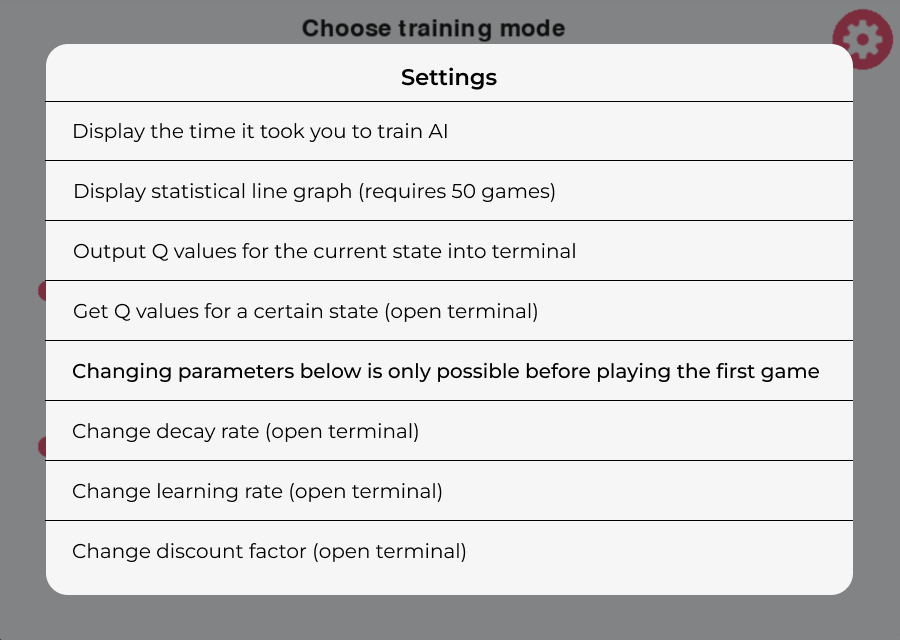 Choose training mode
Settings
Display the time it took you to train AI
Display statistical line graph (requires 50 games)
Output Q values for the current state into terminal
Get Q values for a certain state (open terminal)
Changing parameters below is only possible before playing the first game
Change decay rate (open terminal)
Change learning rate (open terminal)
Change discount factor (open terminal)